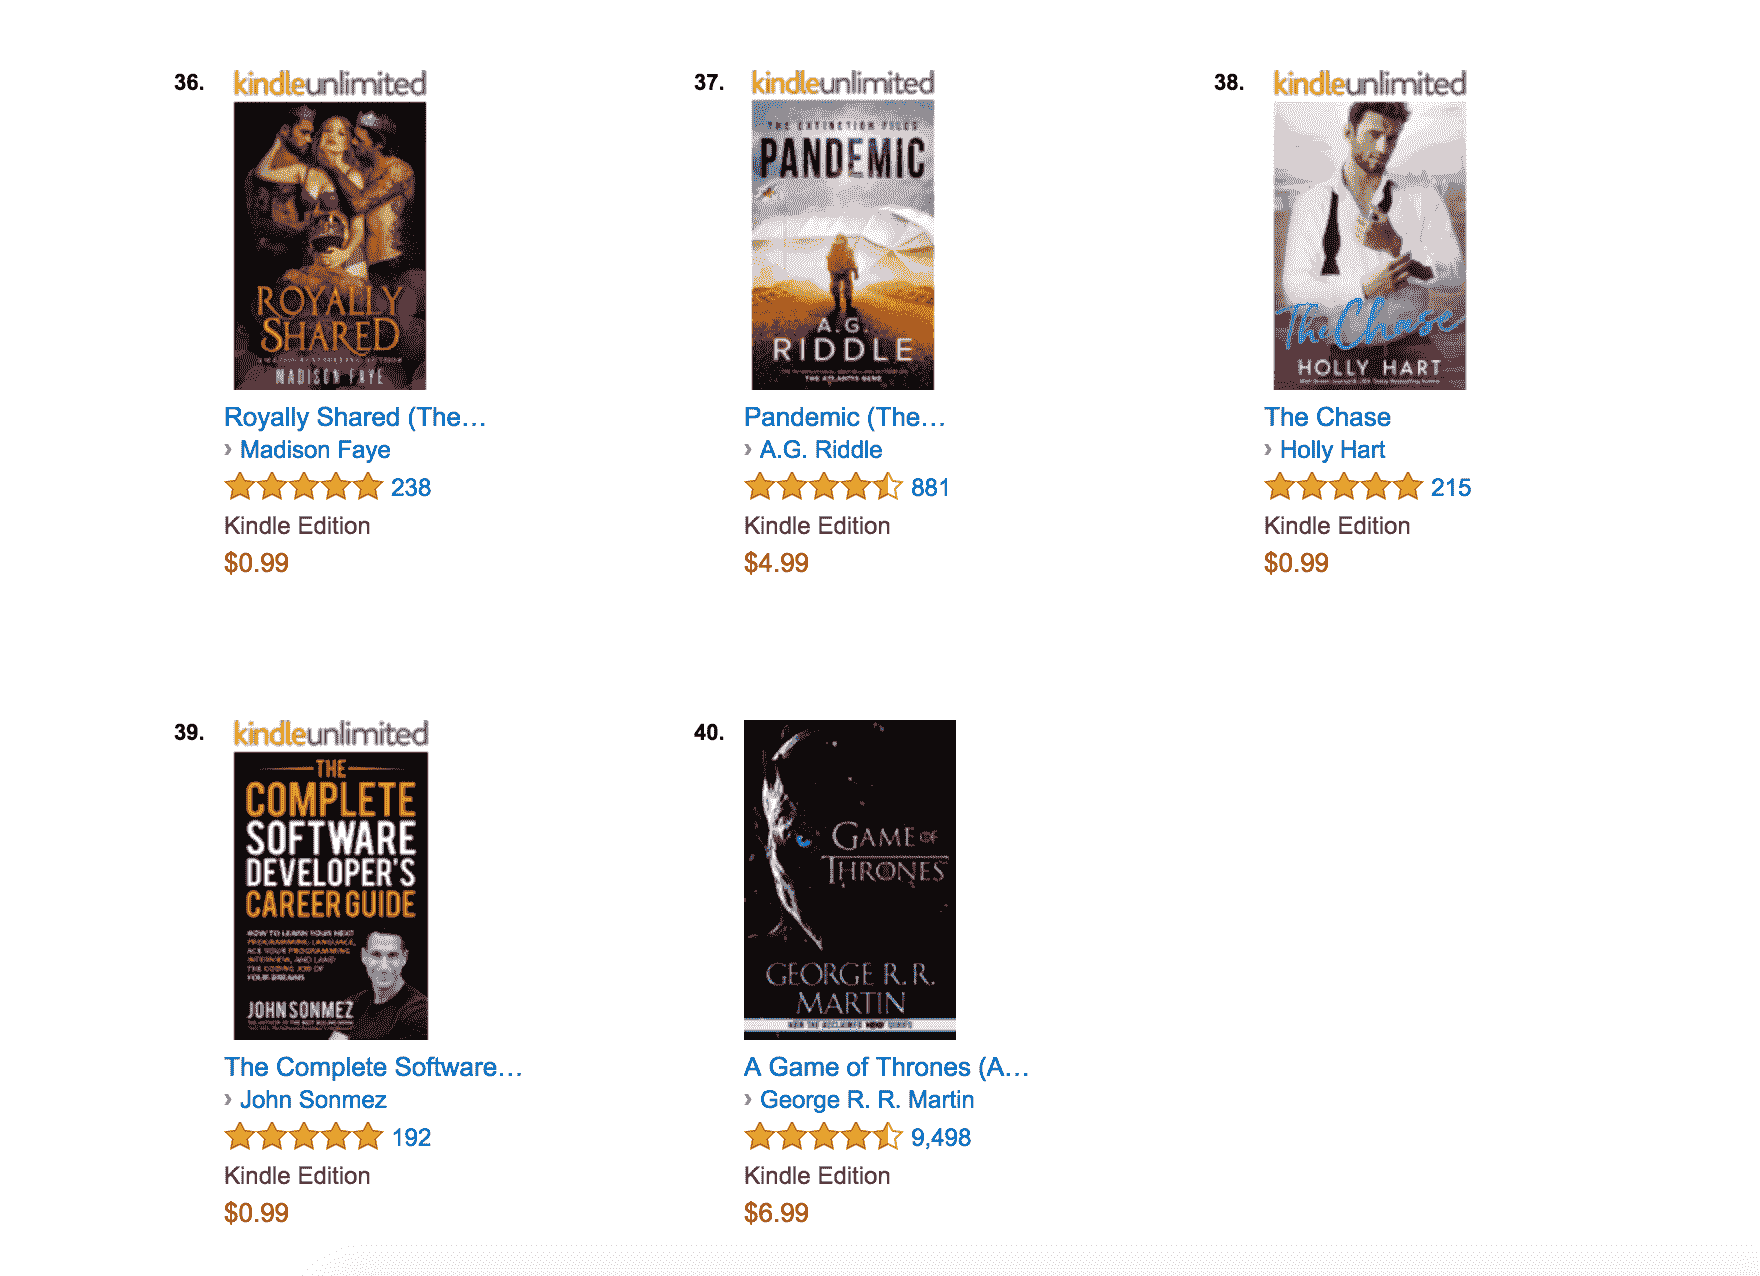 36.
kindleunlimited
ROYALLY
SHARED
MADISON FAYE
Royally Shared (The…
› Madison Faye
238
Kindle Edition
$0.99
37.
kindleunlimited
THE EXTINCTION FILES
PANDEMIC
A.G.
RIDDLE
THE ATLANTIS GENE
Pandemic (The…
› A.G. Riddle
881
Kindle Edition
$4.99
38.
kindleunlimited
The Chase
HOLLY HART
The Chase
› Holly Hart
215
Kindle Edition
$0.99
39.
kindleunlimited
THE
COMPLETE
SOFTWARE
DEVELOPER'S
CAREER GUIDE
HOW TO LEARN YOUR NEXT
PROGRAMMING LANGUAGE,
ACE YOUR PROGRAMMING
INTERVIEW, AND LAND
THE CODING JOB OF
YOUR DREAMS
JOHN SONMEZ
The Complete Software…
› John Sonmez
192
Kindle Edition
$0.99
40.
GAME OF
THRONES
GEORGE R. R.
MARTIN
A Game of Thrones (A…
› George R. R. Martin
9,498
Kindle Edition
$6.99